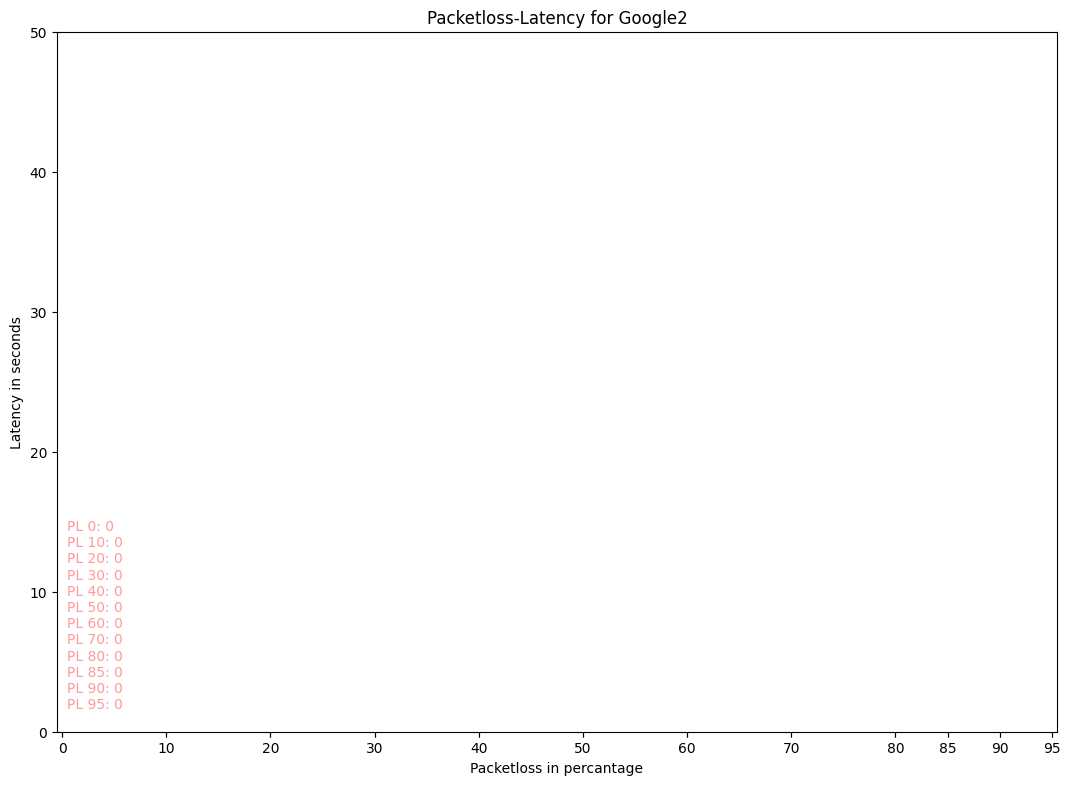 Packetloss-Latency for Google2
50
40
30
20
10
0
Latency in seconds
PL 0: 0
PL 10: 0
PL 20: 0
PL 30: 0
PL 40: 0
PL 50: 0
PL 60: 0
PL 70: 0
PL 80: 0
PL 85: 0
PL 90: 0
PL 95: 0
0 10 20 30 40 50 60 70 80 85 90 95
Packetloss in percantage